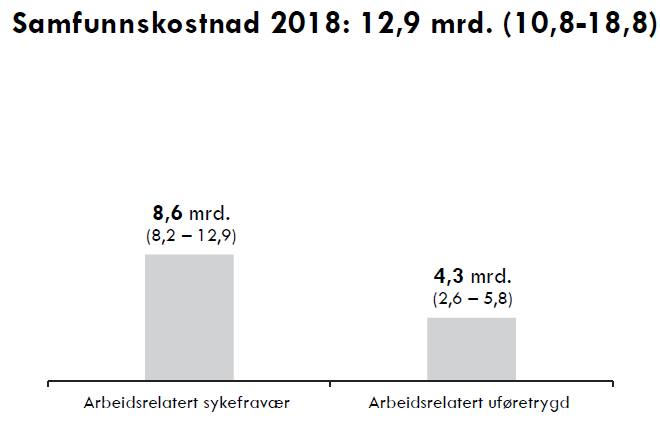 Samfunnskostnad 2018: 12,9 mrd. (10,8-18,8)
8,6 mrd.
(8,2 – 12,9)
4,3 mrd.
(2,6 – 5,8)
Arbeidsrelatert sykefravær
Arbeidsrelatert uføretrygd